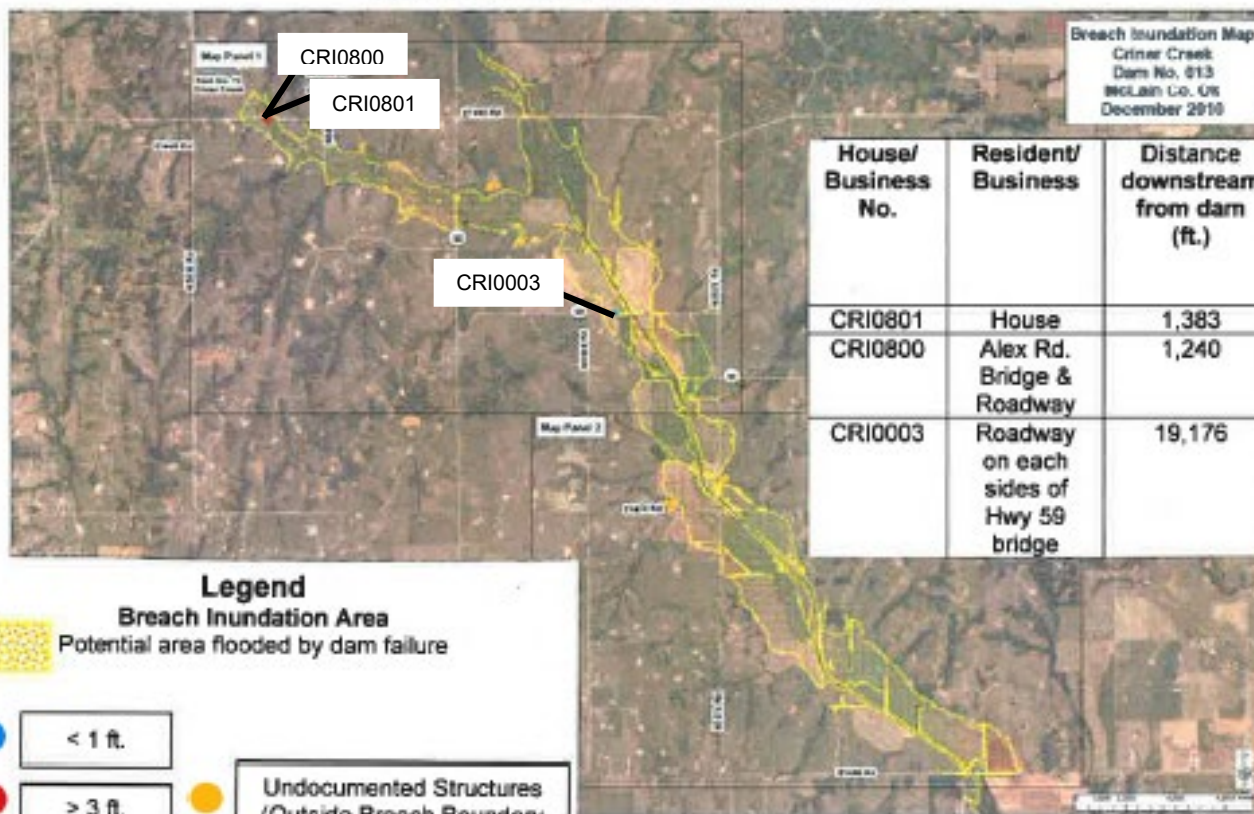 Breach Inundation Map
Criner Creek
Dam No. 013
McLain Co. OK
December 2010
Map Panel 1
CRI0800
CRI0801
CRI0003
Map Panel 2
House/
Business
No.
Resident/
Business
Distance
downstream
from dam
(ft.)
CRI0801
House
1,383
CRI0800
Alex Rd.
Bridge &
Roadway
1,240
CRI0003
Roadway
on each
sides of
Hwy 59
bridge
19,176
Legend
Breach Inundation Area
Potential area flooded by dam failure
< 1 ft.
> 3 ft.
Undocumented Structures
(Outside Breach Boundary